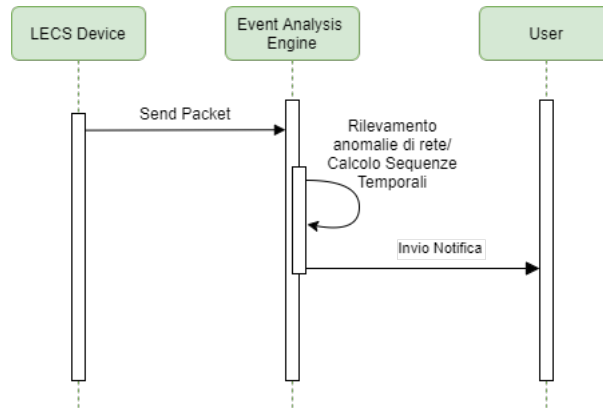 LECS Device
Event Analysis
Engine
User
Send Packet
Rilevamento
anomalie di rete/
Calcolo Sequenze
Temporali
Invio Notifica